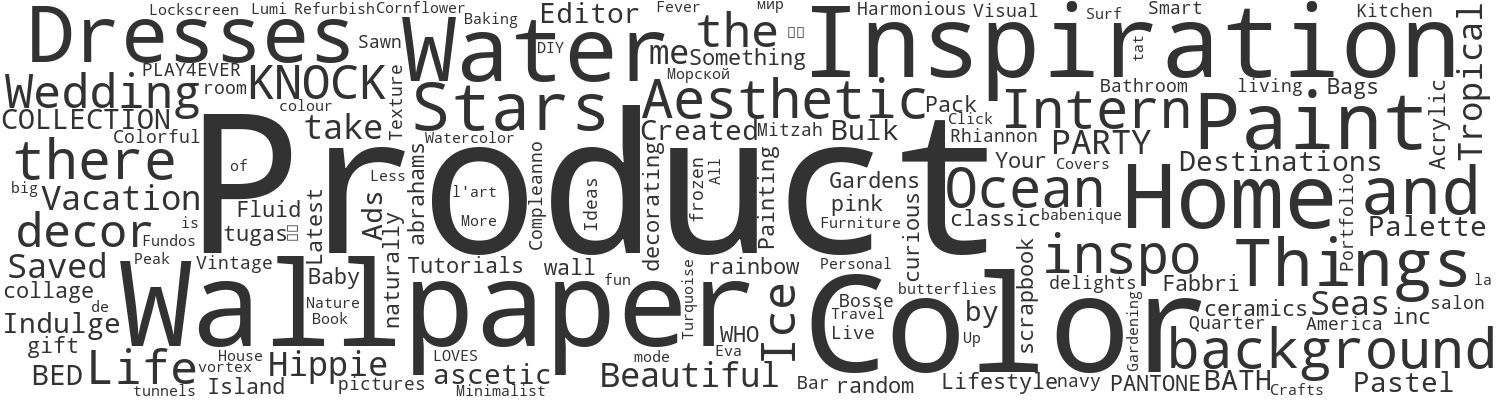 Lockscreen Lumi Refurbish Cornflower Baking Editor Fever мир Harmonious Visual Surf Smart Kitchen
Dresses Sawn Water DIY me the Something Inspiration tat Tropical
PLAY4EVER room KNOCK Texture Морской Bathroom living Bags
Wedding colour Stars Aesthetic Pack Intern Paint Acrylic
COLLECTION Colorful take Watercolor Created Mitzah Bulk Click Rhiannon PARTY
there of Product Less abrahams Compleanno Ideas decorating frozen All Painting Your Covers Destinations
big Vacation l'art Gardens pink Ocean Home and
decor is Fluid Latest Ads More Furniture curious classic babenique Portfolio Palette
Fundos tugas naturally
Saved Peak Vintage Baby Tutorials wall fun Turquoise rainbow Personal scrapbook inspo Things
collage de Nature Book Wallpaper Ice butterflies delights Fabbri la
Indulge Bosse Travel Live Color by Gardening ceramics Seas salon
gift WHO Up Quarter America inc
BED Life House vortex Hippie LOVES Eva mode background
tunnels Island pictures ascetic Minimalist Beautiful Bar random Lifestyle navy PANTONE BATH Crafts Pastel